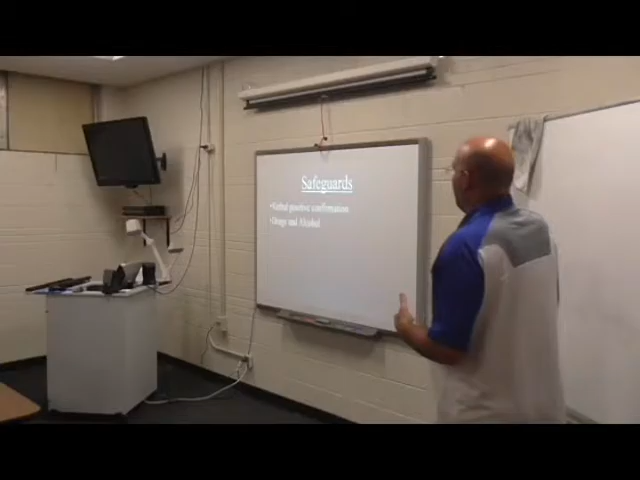 Safeguards
•Verbal positive confirmation
•Drugs and Alcohol